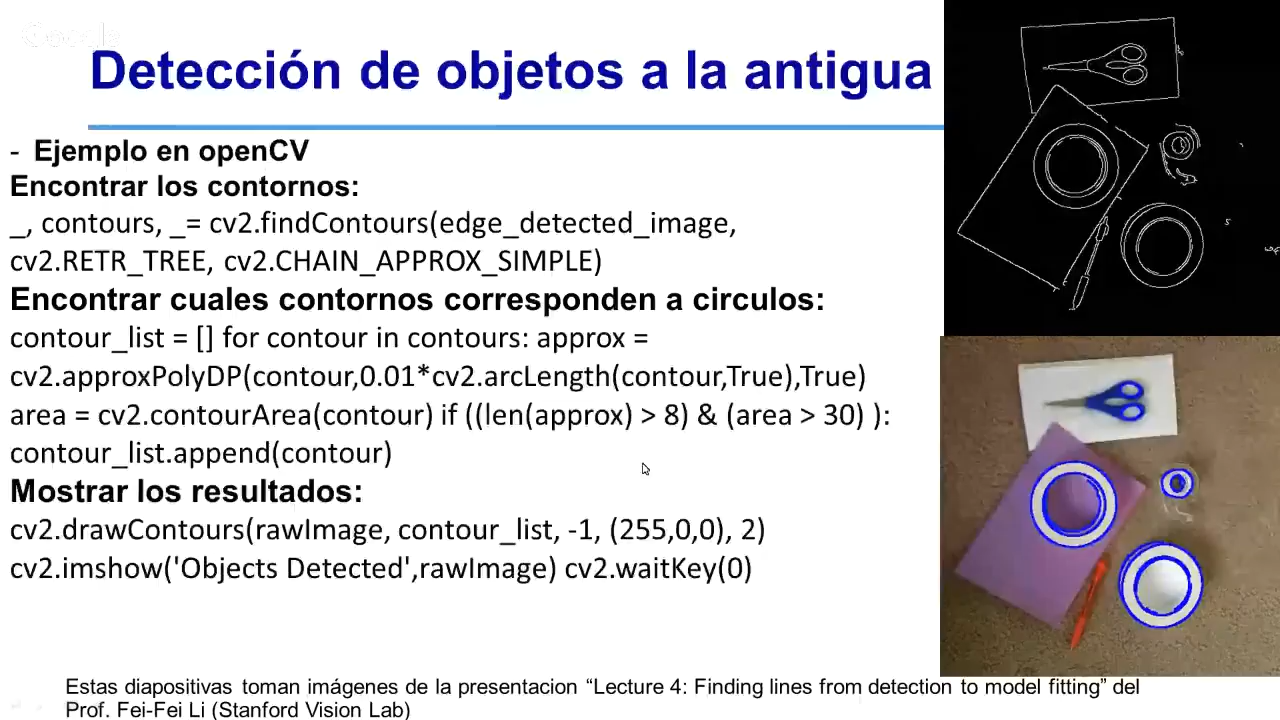 Detección de objetos a la antigua
- Ejemplo en openCV
Encontrar los contornos:
_, contours, _= cv2.findContours(edge_detected_image,
cv2.RETR_TREE, cv2.CHAIN_APPROX_SIMPLE)
Encontrar cuales contornos corresponden a circulos:
contour_list = [] for contour in contours: approx =
cv2.approxPolyDP(contour,0.01*cv2.arcLength(contour,True),True)
area = cv2.contourArea(contour) if ((len(approx) > 8) & (area > 30) ):
contour_list.append(contour)
Mostrar los resultados:
cv2.drawContours(rawImage, contour_list, -1, (255,0,0), 2)
cv2.imshow('Objects Detected',rawImage) cv2.waitKey(0)
Estas diapositivas toman imágenes de la presentacion “Lecture 4: Finding lines from detection to model fitting” del
Prof. Fei-Fei Li (Stanford Vision Lab)